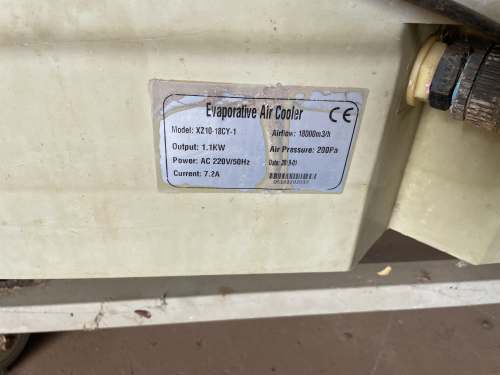 Evaporative Air Cooler CE
Model: XZ10-18CY-1 Airflow: 18000m3/h
Output: 1.1KW Air Pressure: 200Pa
Power: AC 220V/50Hz Date:
Current: 7.2A